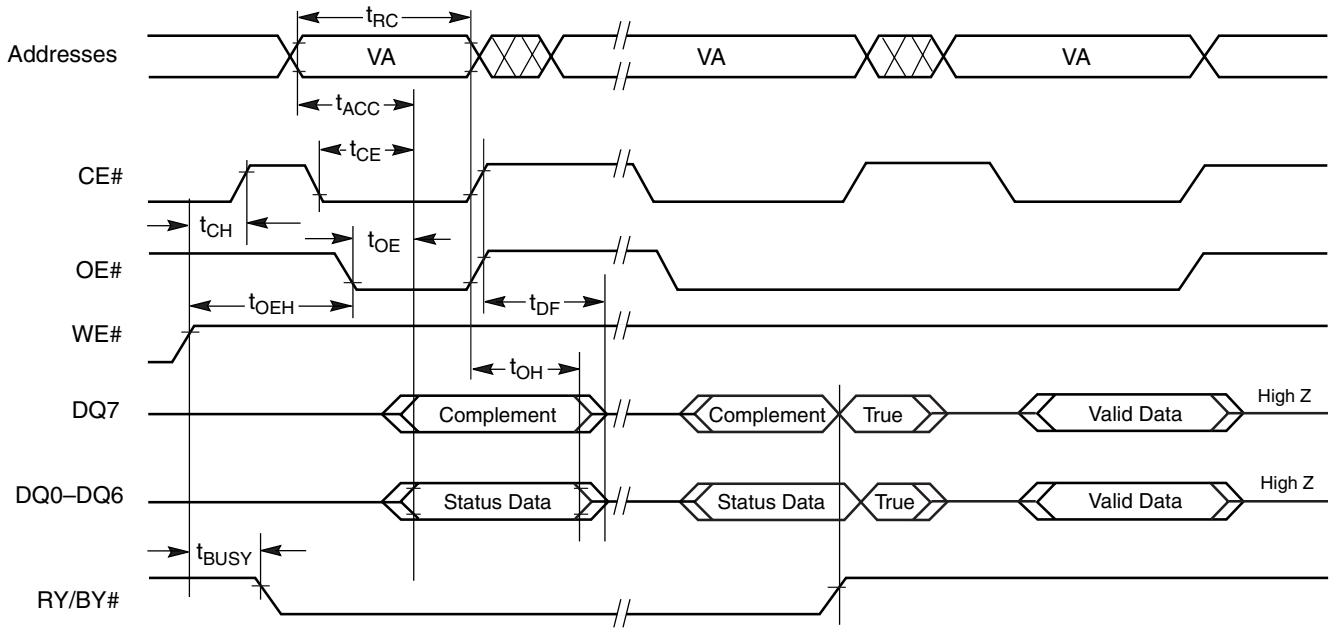 tRC
Addresses VA VA VA
tACC
tCE
CE#
tCH tOE
OE#
tOEH tDF
WE#
tOH
DQ7 Complement Complement True Valid Data High Z
DQ0–DQ6 Status Data Status Data True Valid Data High Z
tBUSY
RY/BY#